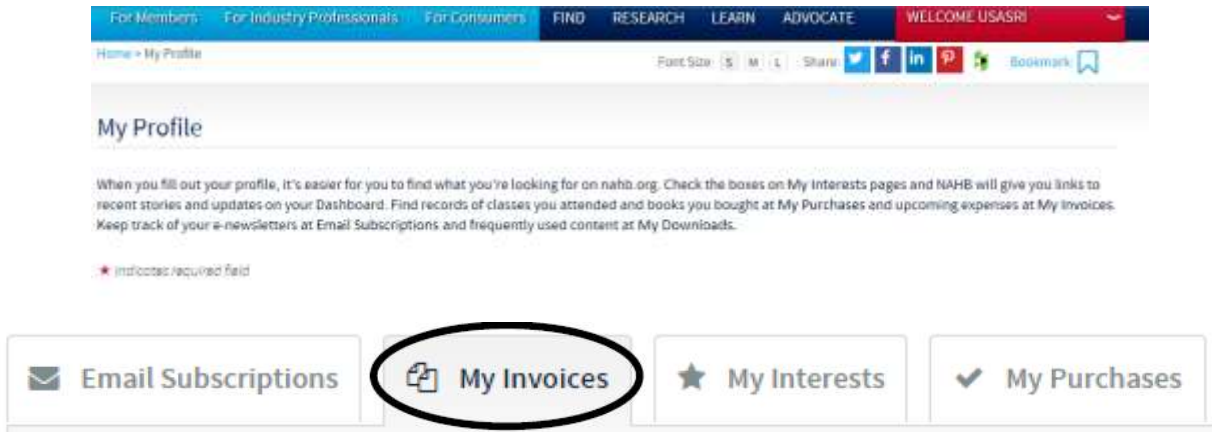 For Members For Industry Professionals For Consumers FIND RESEARCH LEARN ADVOCATE WELCOME USASRI
Home > My Profile Font Size: S M L Share: f in Bookmark
My Profile
When you fill out your profile, it's easier for you to find what you're looking for on nahb.org. Check the boxes on My Interests pages and NAHB will give you links to
recent stories and updates on your Dashboard. Find records of classes you attended and books you bought at My Purchases and upcoming expenses at My Invoices.
Keep track of your e-newsletters at Email Subscriptions and frequently used content at My Downloads.
★ indicates required field
Email Subscriptions My Invoices My Interests My Purchases